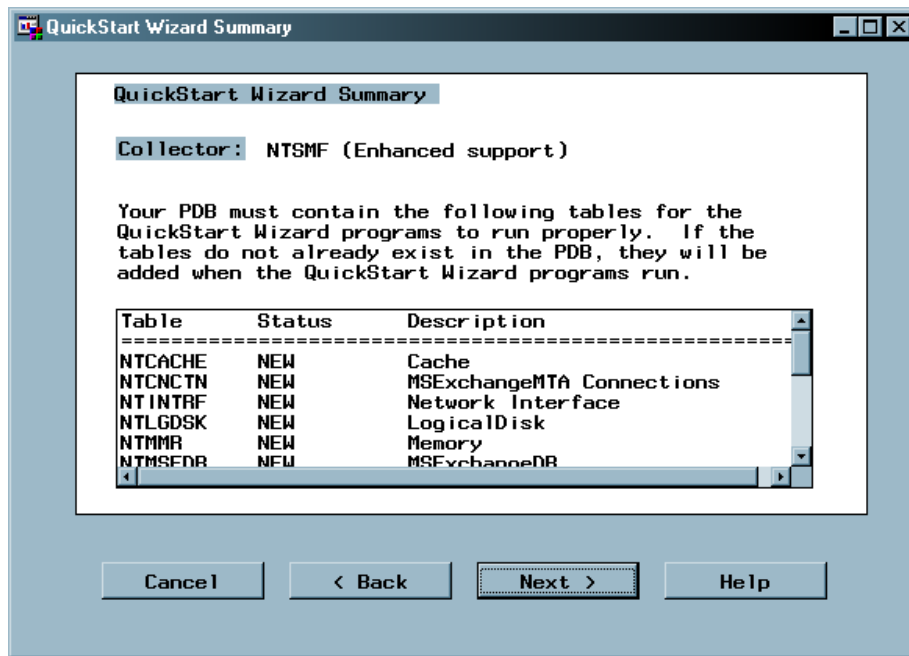 QuickStart Wizard Summary
QuickStart Wizard Summary
Collector: NTSMF (Enhanced support)
Your PDB must contain the following tables for the
QuickStart Wizard programs to run properly. If the
tables do not already exist in the PDB, they will be
added when the QuickStart Wizard programs run.
Table Status Description
=========================================================
NTCACHE NEW Cache
NTCNCTN NEW MSExchangeMTA Connections
NTINTRF NEW Network Interface
NTLGDSK NEW LogicalDisk
NTMMR NEW Memory
NTMSEDB NEW MSExchangeDB
Cancel < Back Next > Help